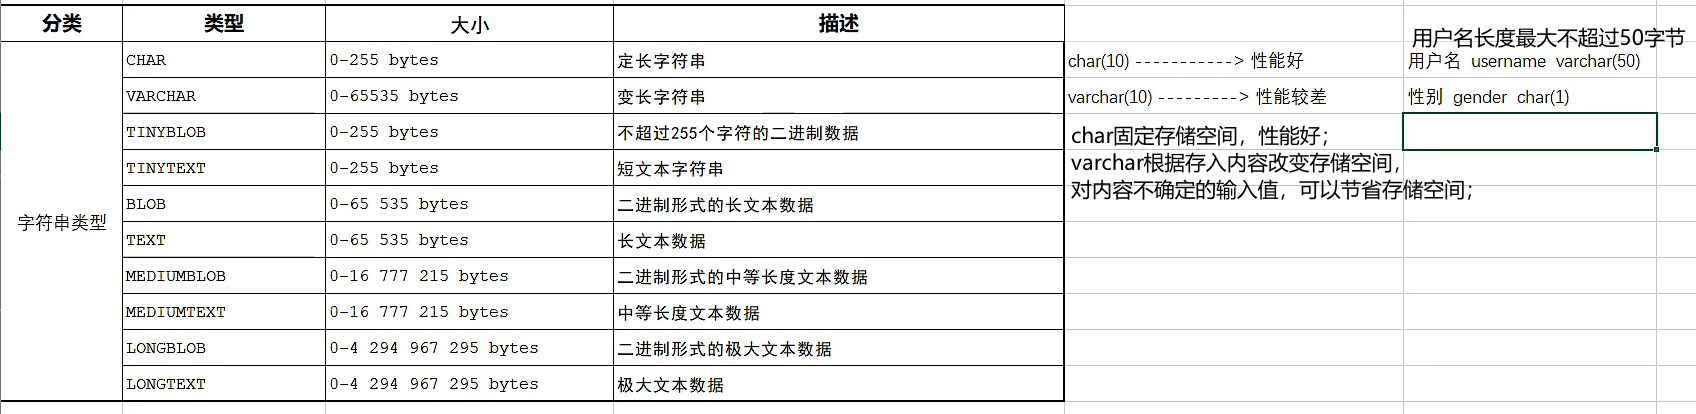 分类 类型 大小 描述
用户名长度最大不超过50字节
字符串类型
CHAR 0-255 bytes 定长字符串 char(10) -----------> 性能好 用户名 username varchar(50)
VARCHAR 0-65535 bytes 变长字符串 varchar(10) ---------> 性能较差 性别 gender char(1)
TINYBLOB 0-255 bytes 不超过255个字符的二进制数据
char固定存储空间，性能好；
TINYTEXT 0-255 bytes 短文本字符串
varchar根据存入内容改变存储空间，
对内容不确定的输入值，可以节省存储空间；
BLOB 0-65 535 bytes 二进制形式的长文本数据
TEXT 0-65 535 bytes 长文本数据
MEDIUMBLOB 0-16 777 215 bytes 二进制形式的中等长度文本数据
MEDIUMTEXT 0-16 777 215 bytes 中等长度文本数据
LONGBLOB 0-4 294 967 295 bytes 二进制形式的极大文本数据
LONGTEXT 0-4 294 967 295 bytes 极大文本数据